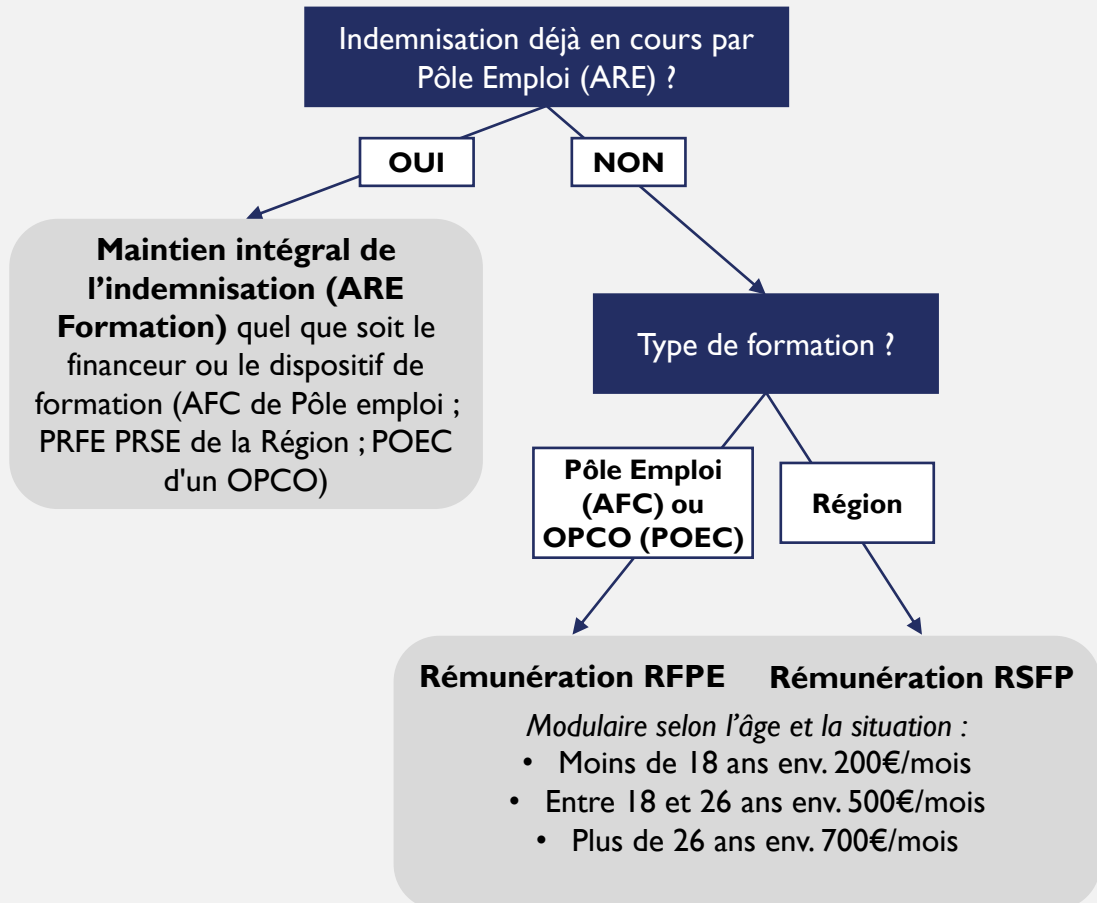 Indemnisation déjà en cours par
Pôle Emploi (ARE) ?
OUI
NON
Maintien intégral de
l’indemnisation (ARE
Formation) quel que soit le
financeur ou le dispositif de
formation (AFC de Pôle emploi ;
PRFE PRSE de la Région ; POEC
d'un OPCO)
Type de formation ?
Pôle Emploi
(AFC) ou
OPCO (POEC)
Région
Rémunération RFPE Rémunération RSFP
Modulaire selon l’âge et la situation :
• Moins de 18 ans env. 200€/mois
• Entre 18 et 26 ans env. 500€/mois
• Plus de 26 ans env. 700€/mois